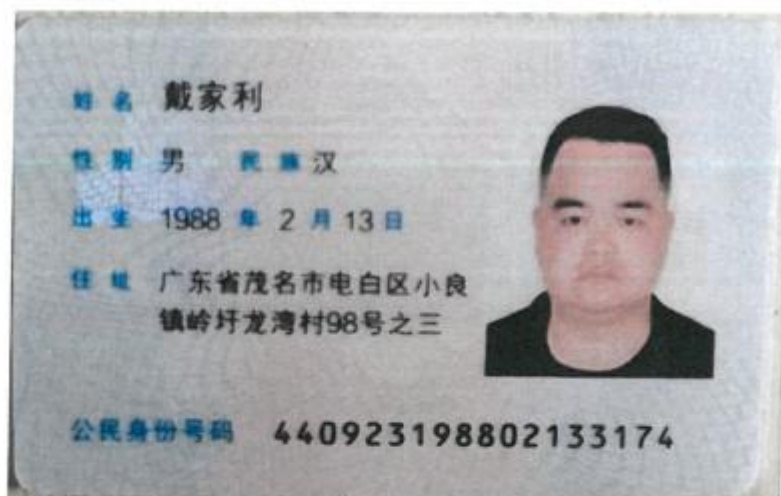 姓名 戴家利
性别 男 民族 汉
出生 1988 年 2 月 13 日
住址 广东省茂名市电白区小良
镇岭圩龙湾村98号之三
公民身份号码 440923198802133174